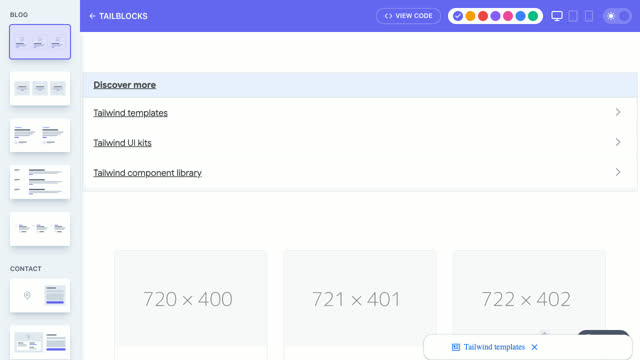 BLOG
CONTACT
TAILBLOCKS
VIEW CODE
Discover more
Tailwind templates
Tailwind UI kits
Tailwind component library
720 × 400
721 × 401
722 × 402
Tailwind templates